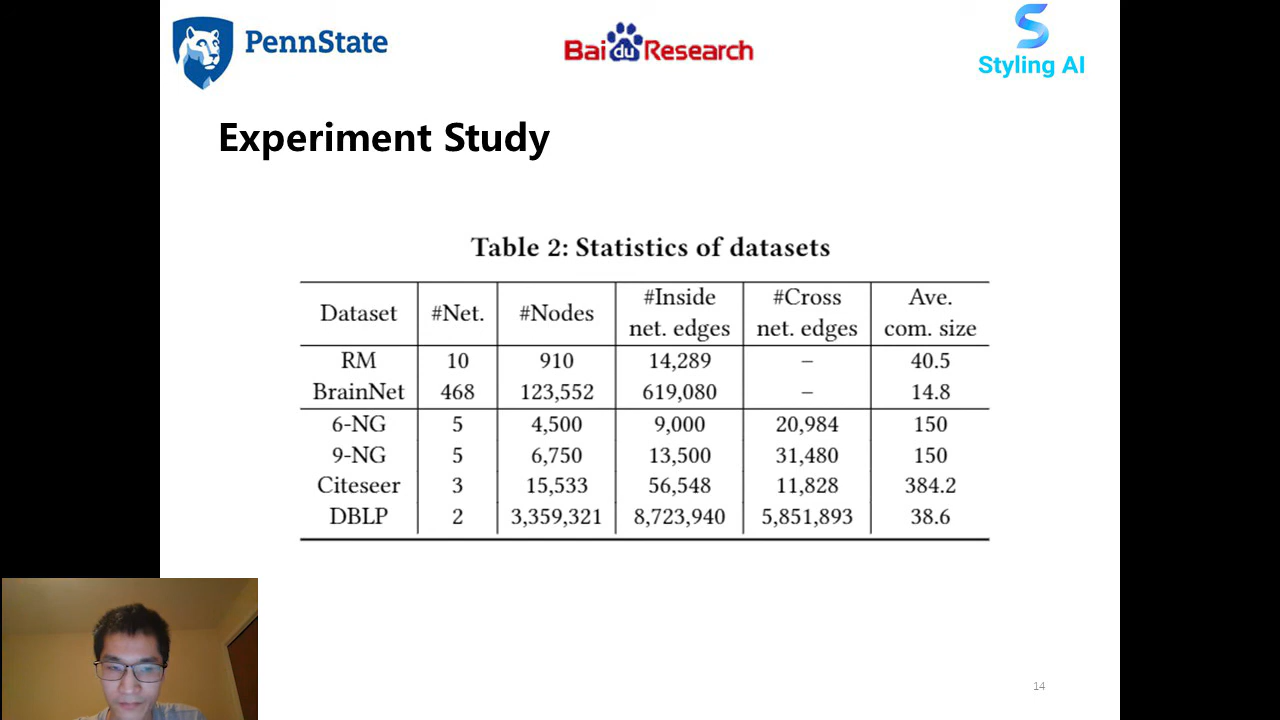 PennState
Bai du Research
S
Styling AI
Experiment Study
Table 2: Statistics of datasets
Dataset #Net. #Nodes #Inside net. edges #Cross net. edges Ave. com. size
RM 10 910 14,289 – 40.5
BrainNet 468 123,552 619,080 – 14.8
6-NG 5 4,500 9,000 20,984 150
9-NG 5 6,750 13,500 31,480 150
Citeseer 3 15,533 56,548 11,828 384.2
DBLP 2 3,359,321 8,723,940 5,851,893 38.6
14